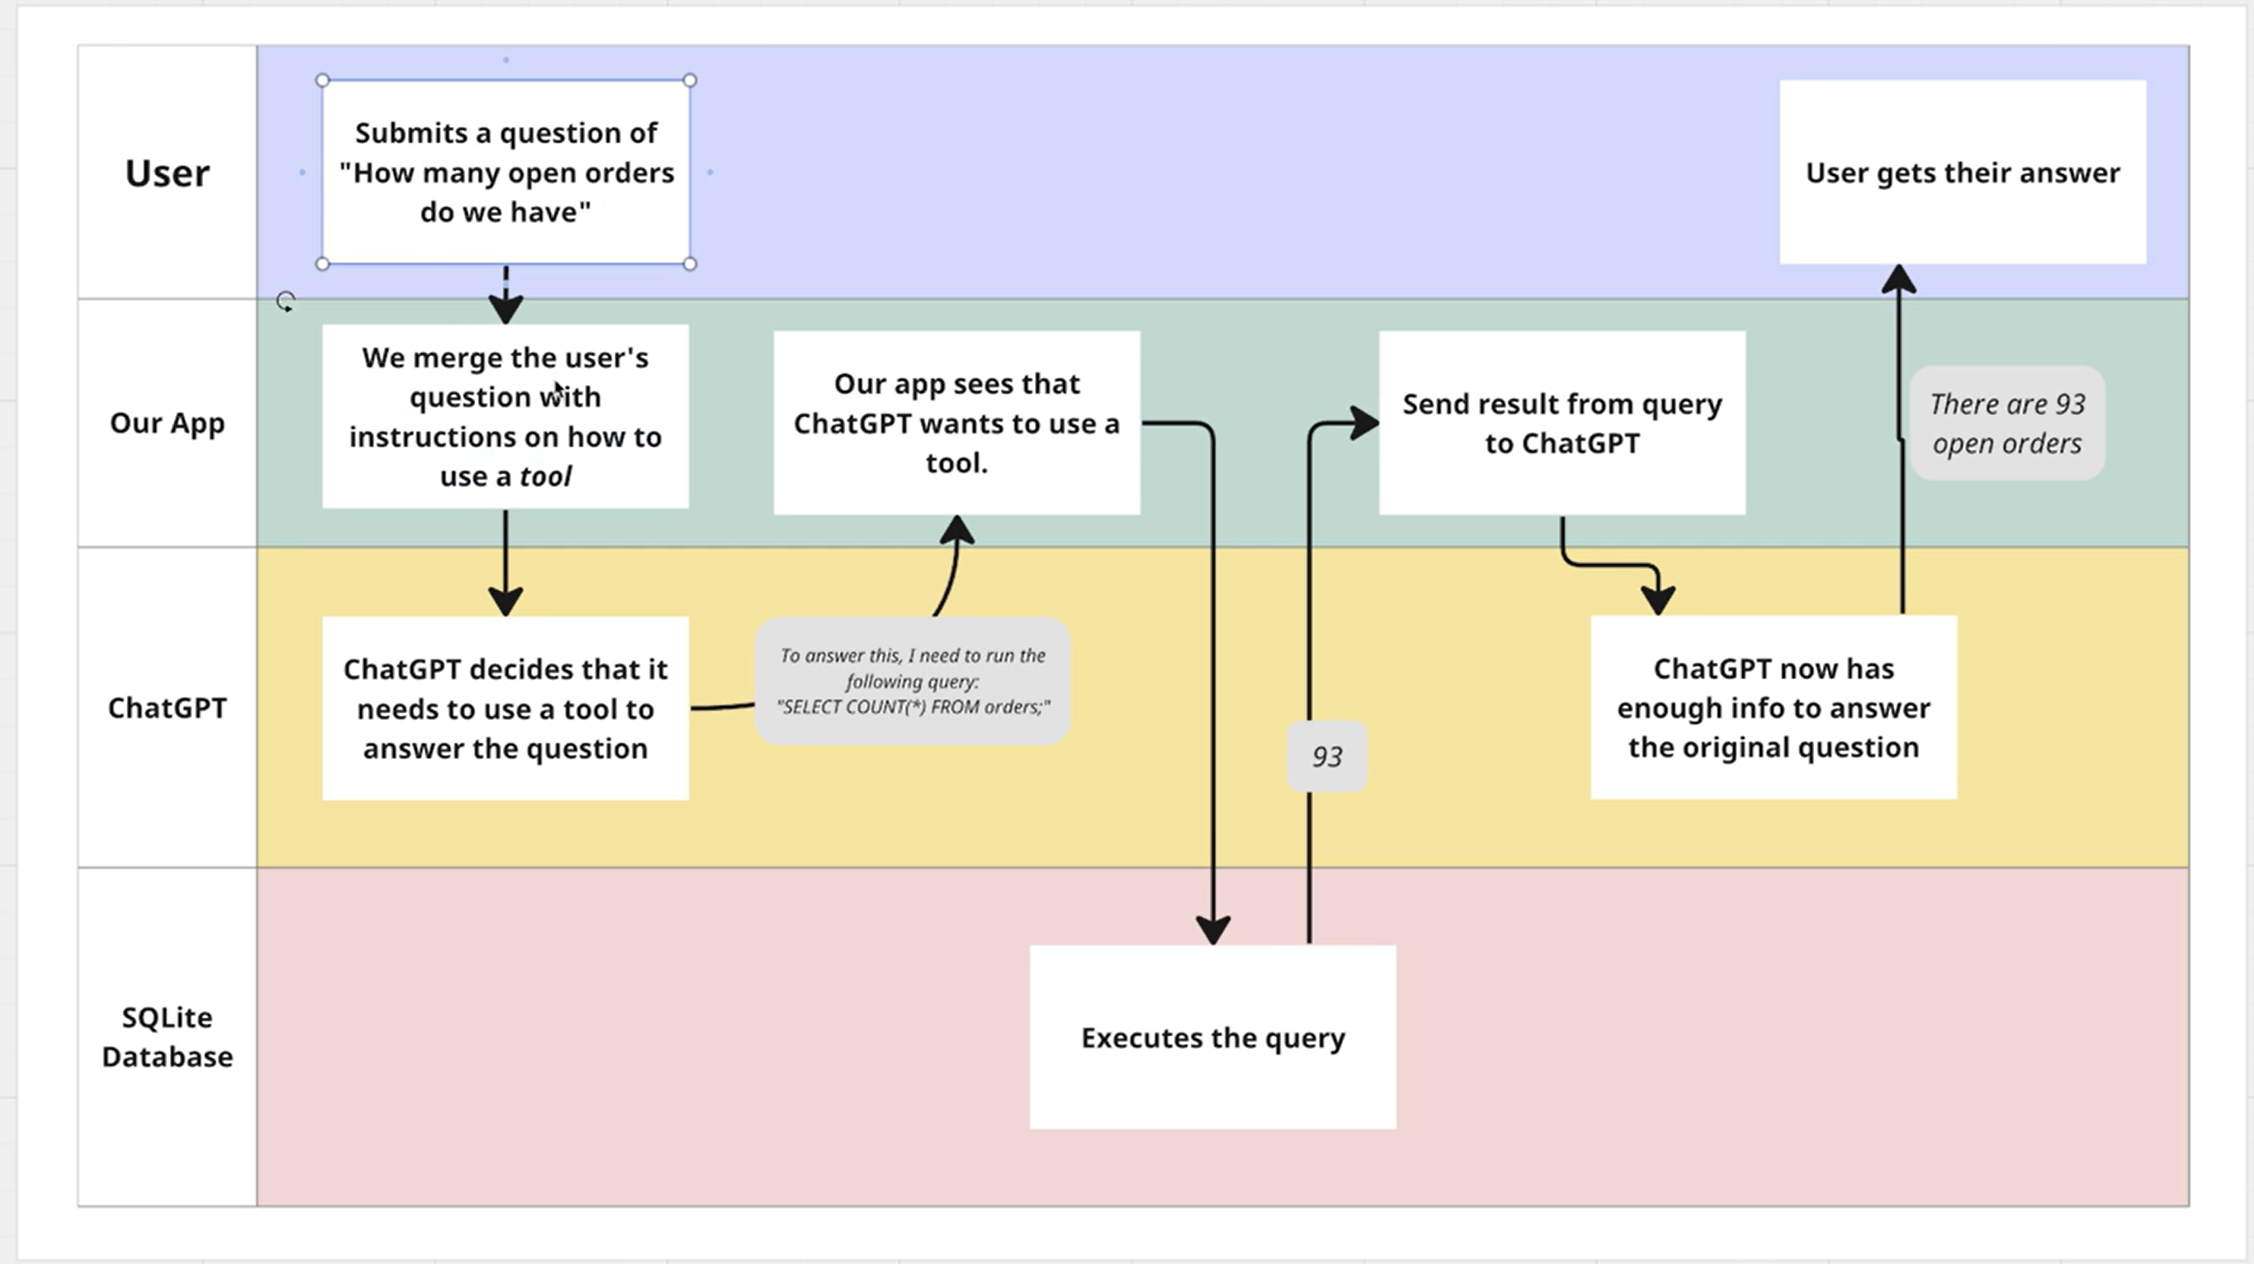 User
Submits a question of
"How many open orders
do we have"
User gets their answer
Our App
We merge the user's
question with
instructions on how to
use a tool
Our app sees that
ChatGPT wants to use a
tool.
Send result from query
to ChatGPT
There are 93
open orders
ChatGPT
ChatGPT decides that it
needs to use a tool to
answer the question
To answer this, I need to run the
following query:
"SELECT COUNT(*) FROM orders;"
93
ChatGPT now has
enough info to answer
the original question
SQLite
Database
Executes the query